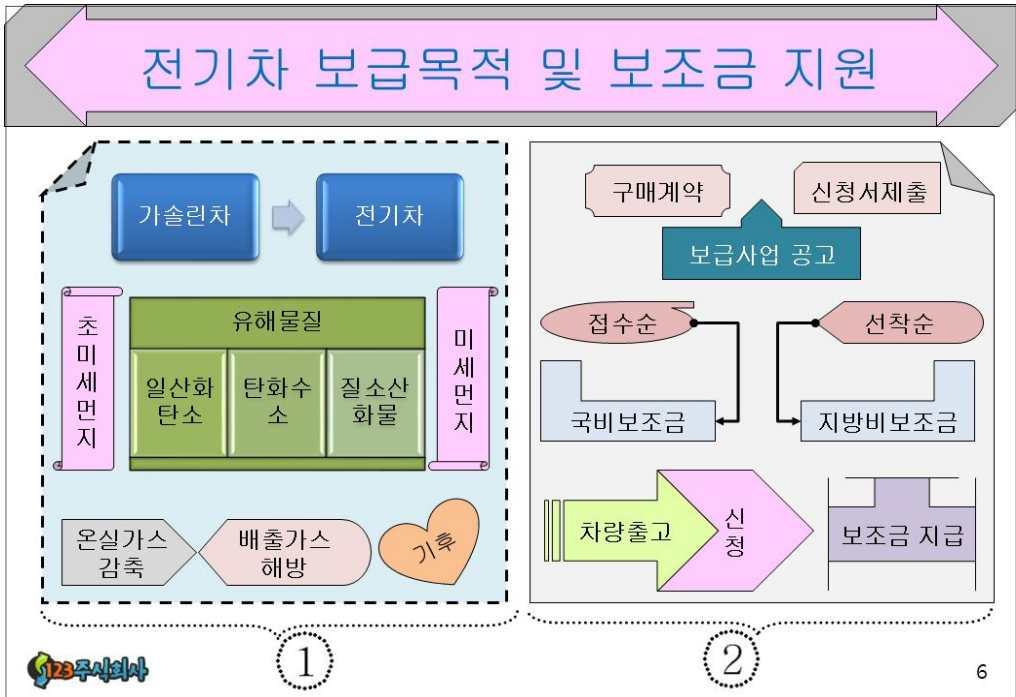 전기차 보급목적 및 보조금 지원
가솔린차
전기차
초미세먼지
유해물질
일산화
탄소
탄화수
소
질소산
화물
미세먼지
온실가스
감축
배출가스
해방
기후
1
구매계약
신청서제출
보급사업 공고
접수순
선착순
국비보조금
지방비보조금
차량출고
신청
보조금 지급
2
123주식회사
6